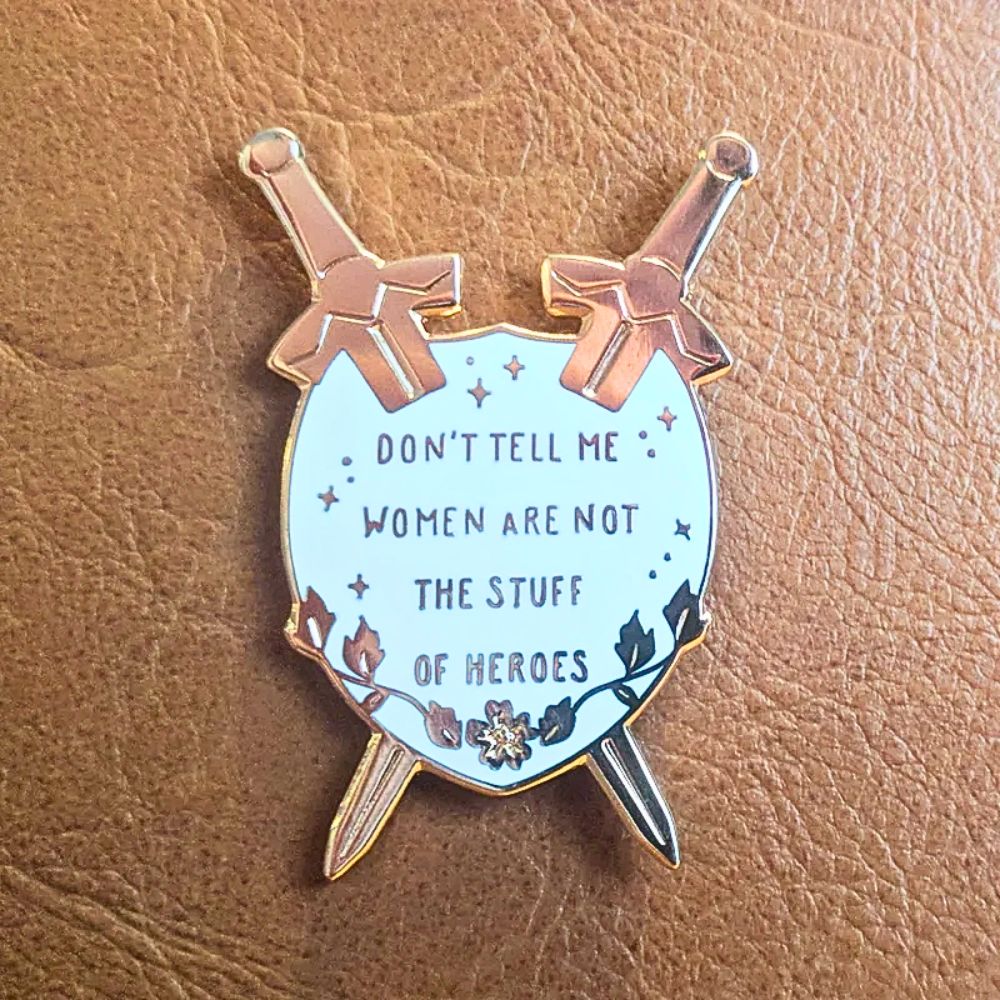 DON'T TELL ME
WOMEN ARE NOT
THE STUFF
OF HEROES